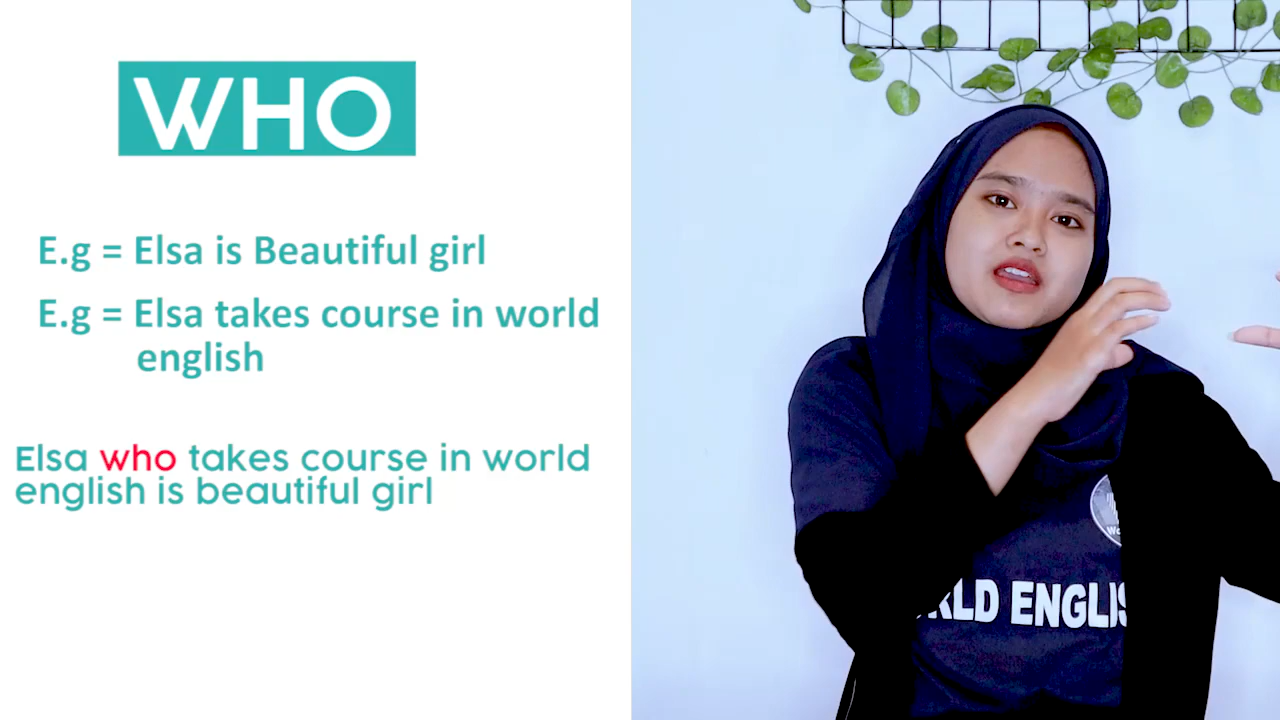 WHO
E.g = Elsa is Beautiful girl
E.g = Elsa takes course in world
english
Elsa who takes course in world
english is beautiful girl
RLD ENGLIS